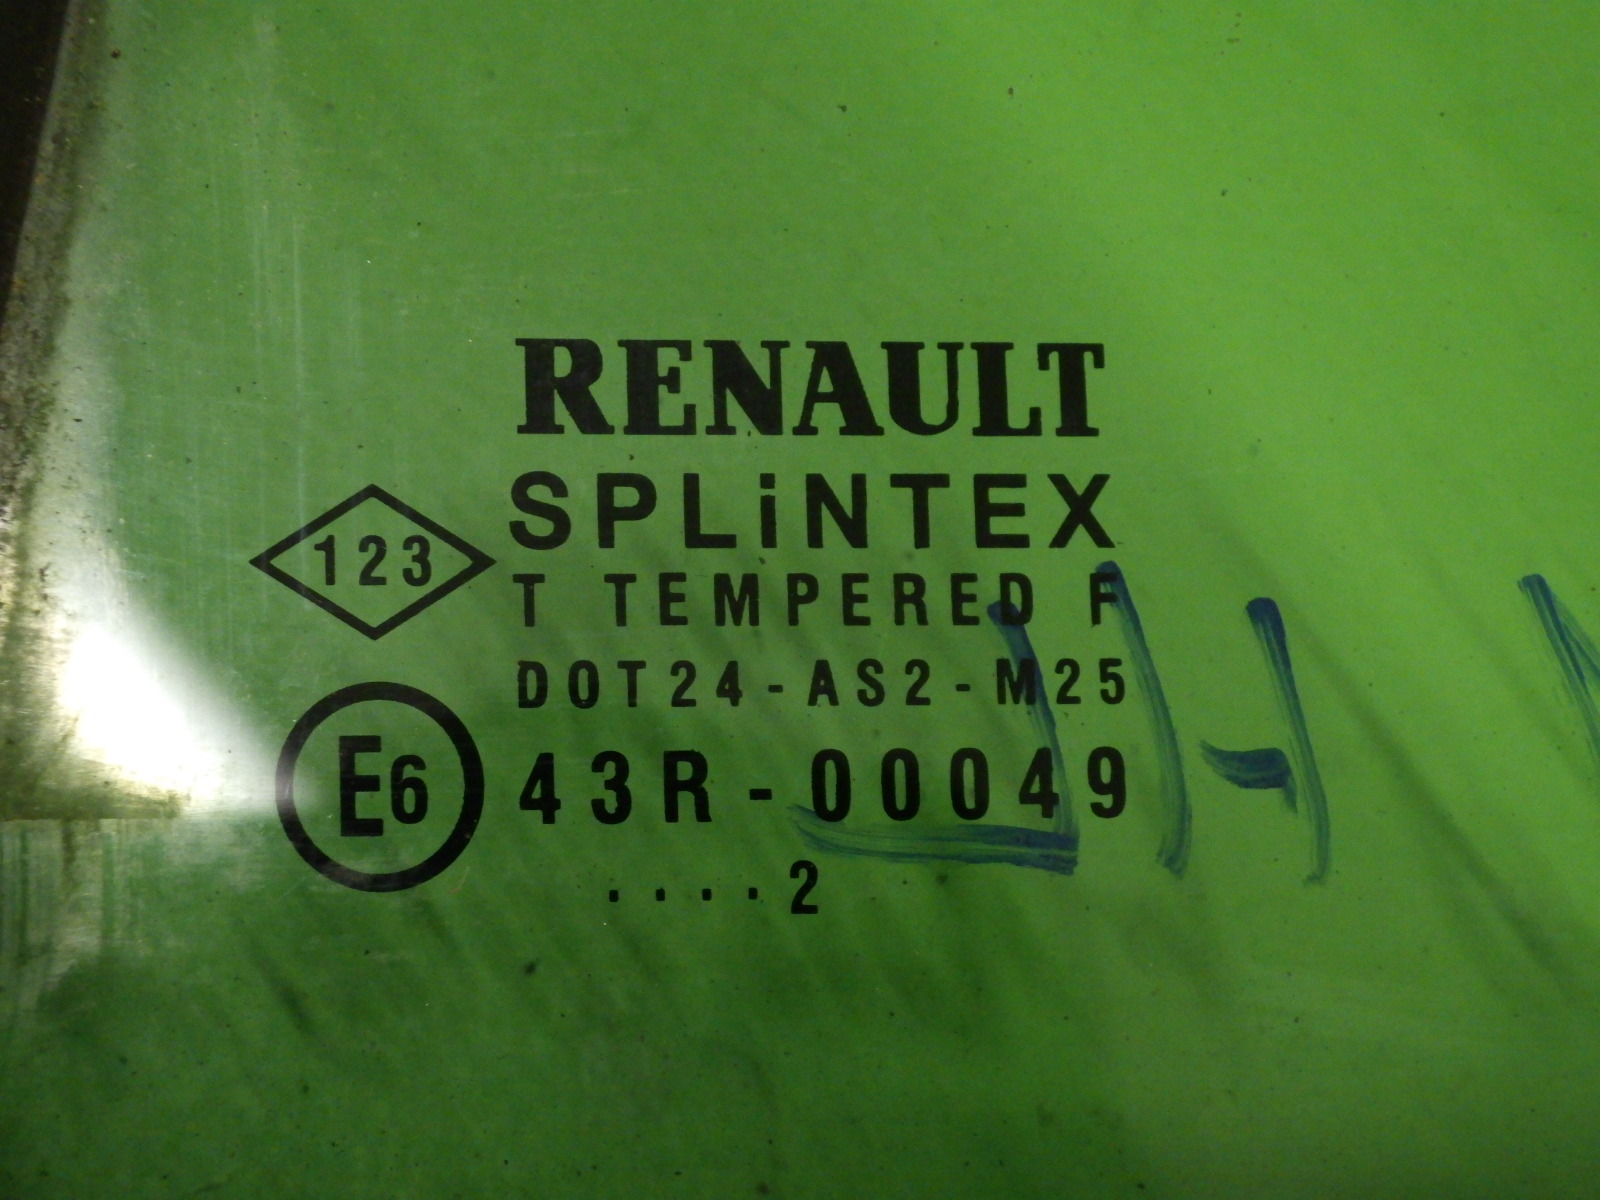 RENAULT
SPLiNTEX
123
T TEMPERED F
DOT24-AS2-M25
E6
43R-00049
....2